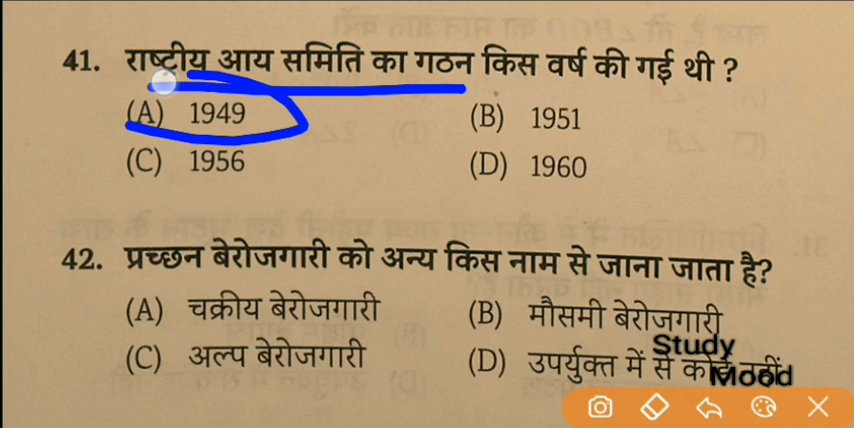 41. राष्ट्रीय आय समिति का गठन किस वर्ष की गई थी ?
(A) 1949 (B) 1951
(C) 1956 (D) 1960
42. प्रच्छन बेरोजगारी को अन्य किस नाम से जाना जाता है?
(A) चक्रीय बेरोजगारी (B) मौसमी बेरोजगारी
(C) अल्प बेरोजगारी (D) उपर्युक्त में से कोई नहीं
Study
Mood